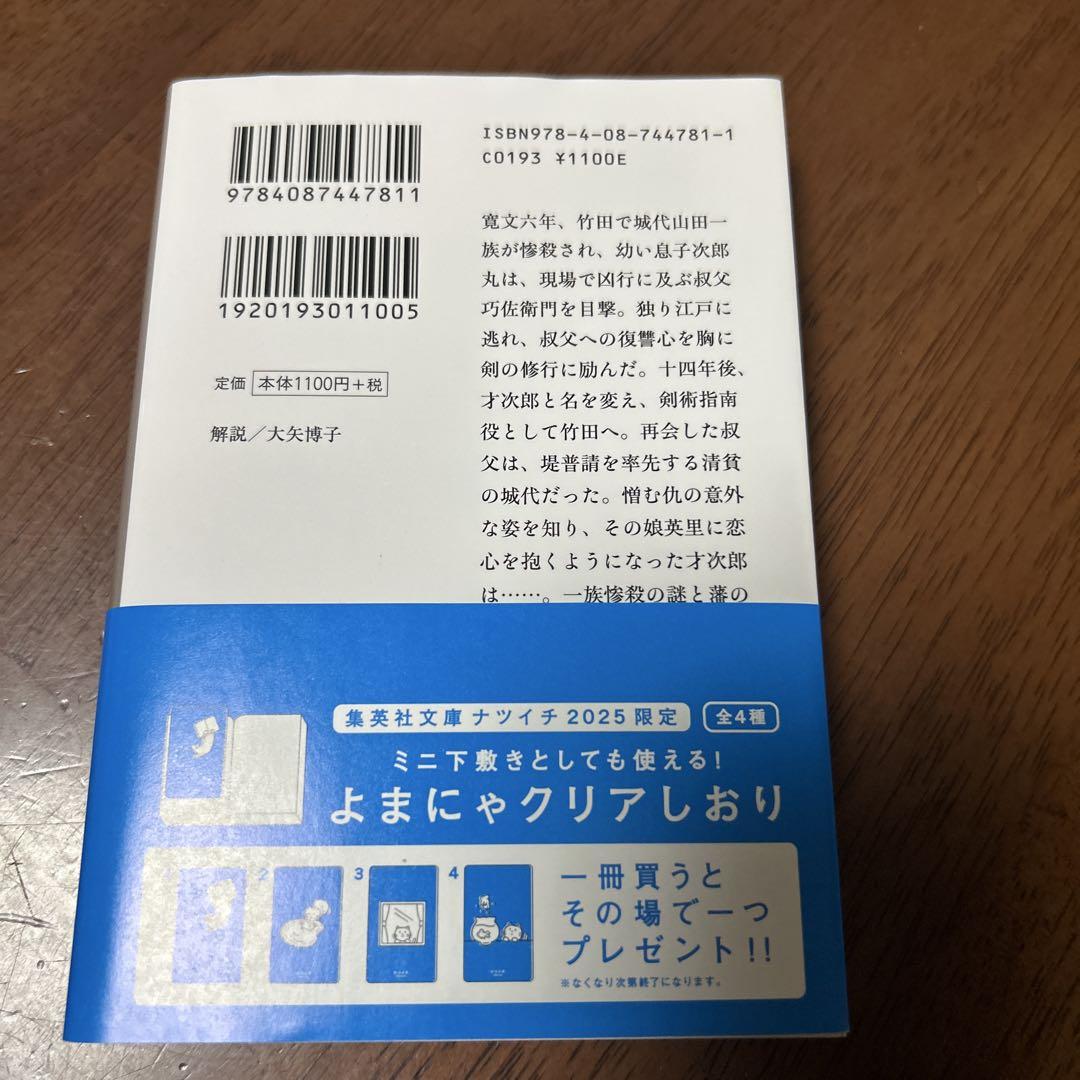 9784087447811
1920193011005
定価 本体1100円＋税
解説／大矢博子
ISBN978-4-08-744781-1
C0193 ¥1100E
寛文六年、竹田で城代山田一
族が惨殺され、幼い息子次郎
丸は、現場で凶行に及ぶ叔父
巧佐衛門を目撃。独り江戸に
逃れ、叔父への復讐心を胸に
剣の修行に励んだ。十四年後、
才次郎と名を変え、剣術指南
役として竹田へ。再会した叔
父は、堤普請を率先する清貧
の城代だった。憎む仇の意外
な姿を知り、その娘英里に恋
心を抱くようになった才次郎
は……。一族惨殺の謎と藩の
集英社文庫 ナツイチ2025限定 全4種
ミニ下敷きとしても使える!
よまにゃクリアしおり
2 3 4
一冊買うと
その場で一つ
プレゼント!!
※なくなり次第終了になります。